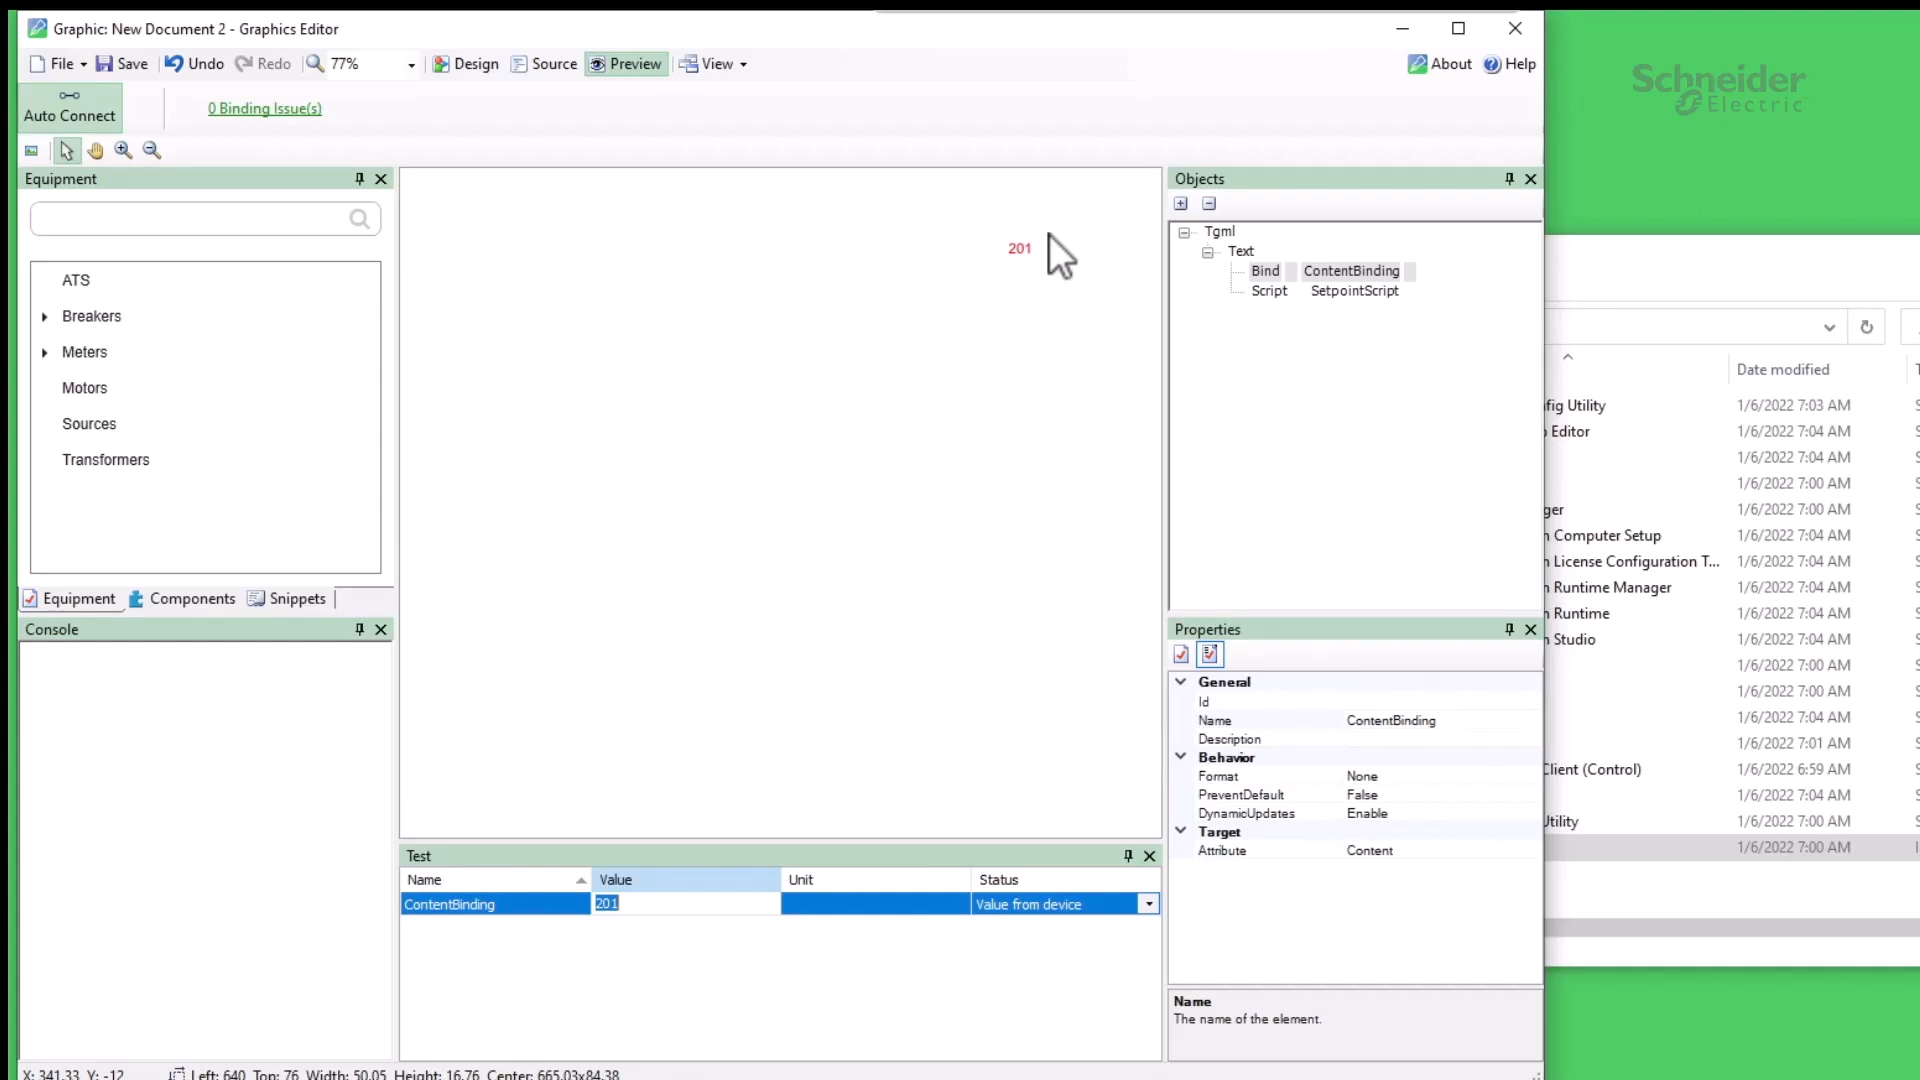 Graphic: New Document 2 - Graphics Editor
File Save Undo Redo 77% Design Source Preview View About Help
Auto Connect
0 Binding Issue(s)
Equipment
ATS
Breakers
Meters
Motors
Sources
Transformers
Equipment Components Snippets
Console
201
Test
Name Value Unit Status
ContentBinding 201 Value from device
Objects
Tgml
Text
Bind ContentBinding
Script SetpointScript
Properties
General
Id
Name ContentBinding
Description
Behavior
Format None
PreventDefault False
DynamicUpdates Enable
Target
Attribute Content
Name
The name of the element.
X: 341.33, Y: -12 Left: 640 Top: 76 Width: 50.05 Height: 16.76 Center: 665.03x84.38
Schneider
Electric
Date modified
fig Utility 1/6/2022 7:03 AM
Editor 1/6/2022 7:04 AM
1/6/2022 7:04 AM
1/6/2022 7:00 AM
ger 1/6/2022 7:00 AM
Computer Setup 1/6/2022 7:04 AM
License Configuration T... 1/6/2022 7:04 AM
Runtime Manager 1/6/2022 7:04 AM
Runtime 1/6/2022 7:04 AM
Studio 1/6/2022 7:04 AM
1/6/2022 7:00 AM
1/6/2022 7:00 AM
1/6/2022 7:04 AM
1/6/2022 7:01 AM
Client (Control) 1/6/2022 6:59 AM
1/6/2022 7:04 AM
Utility 1/6/2022 7:00 AM
1/6/2022 7:00 AM